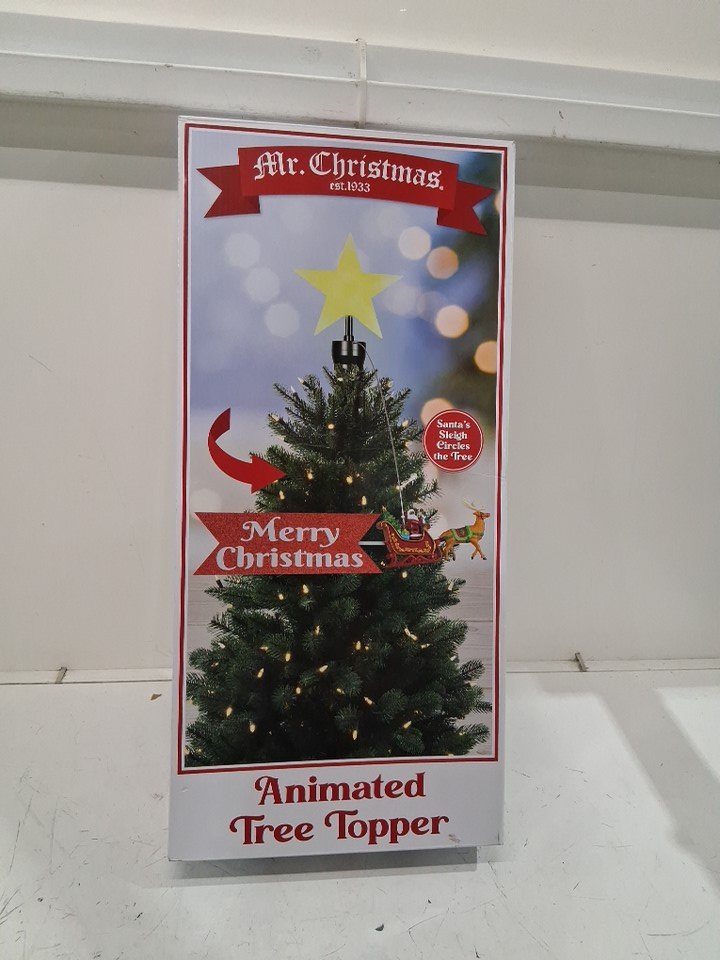 Mr. Christmas®
est.1933
Santa's
Sleigh
Circles
the Tree
Merry
Christmas
Animated
Tree Topper